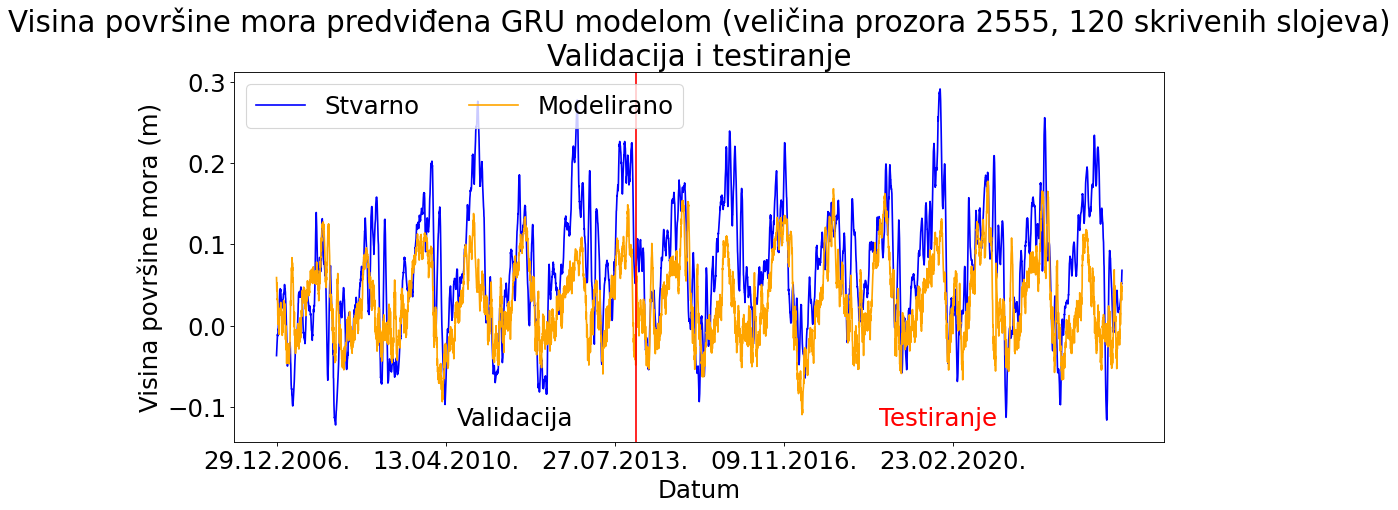 Visina površine mora predviđena GRU modelom (veličina prozora 2555, 120 skrivenih slojeva)
Validacija i testiranje
Stvarno
Modelirano
Visina površine mora (m)
0.3
0.2
0.1
0.0
−0.1
Validacija
Testiranje
29.12.2006.
13.04.2010.
27.07.2013.
09.11.2016.
23.02.2020.
Datum